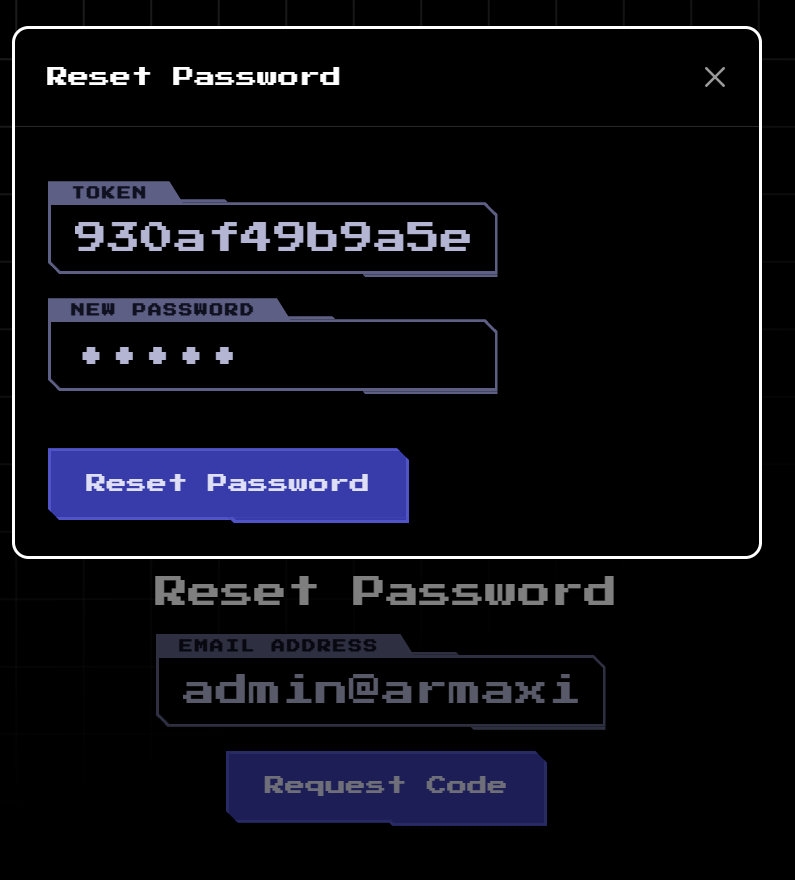 Reset Password
TOKEN
930af49b9a5e
NEW PASSWORD
Reset Password
Reset Password
EMAIL ADDRESS
admin@armaxi
Request Code